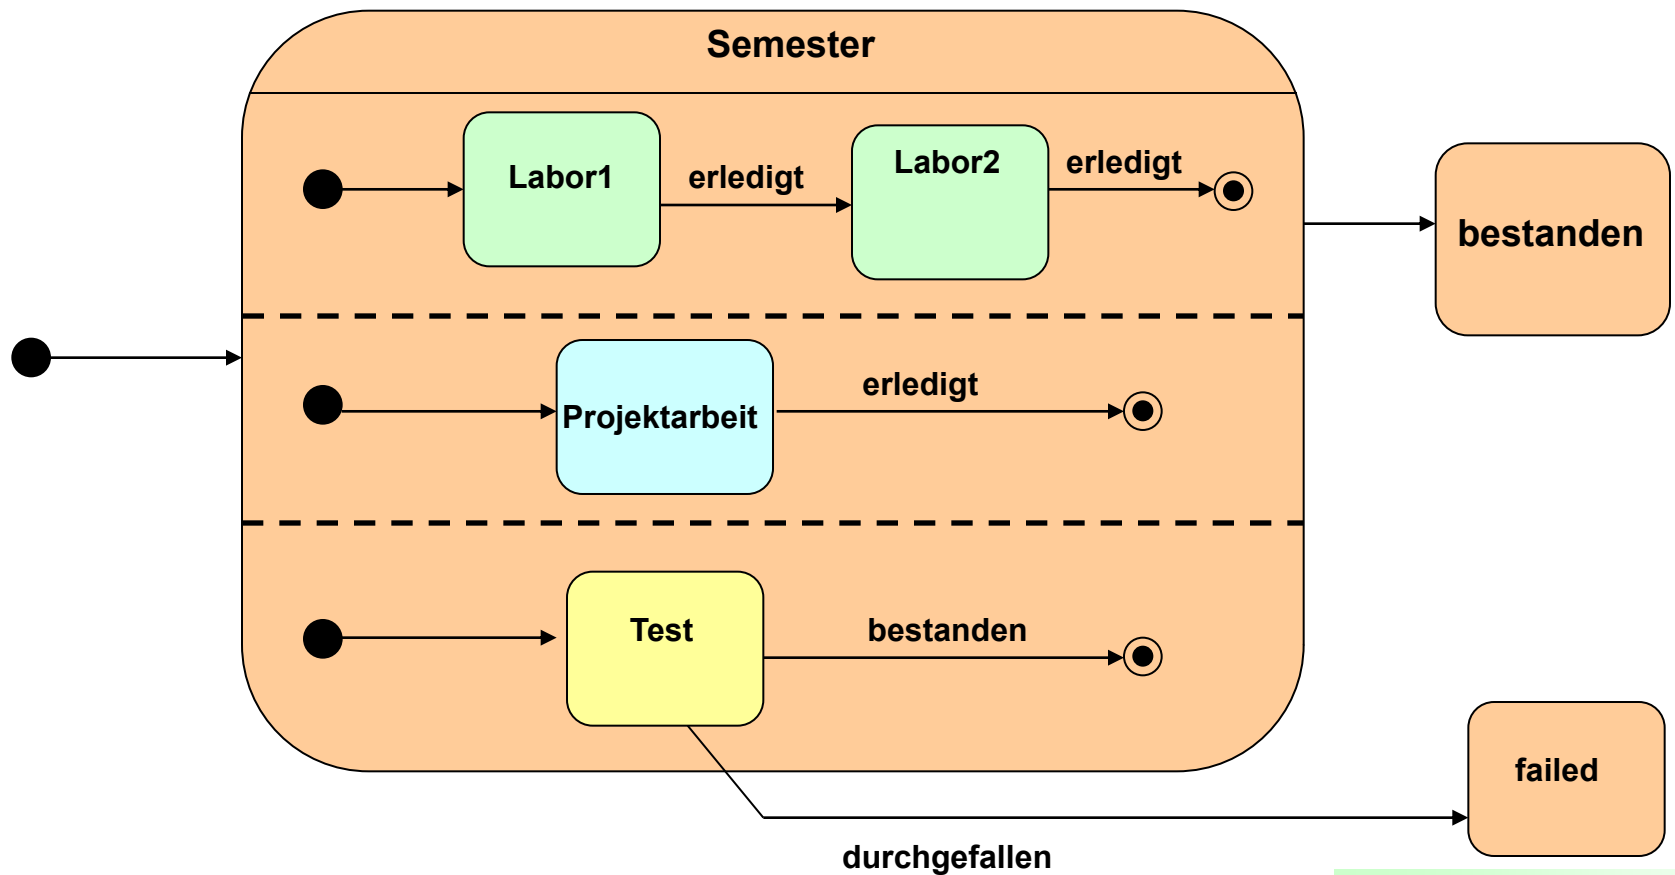 Semester
Labor1
erledigt
Labor2
erledigt
bestanden
Projektarbeit
erledigt
Test
bestanden
failed
durchgefallen